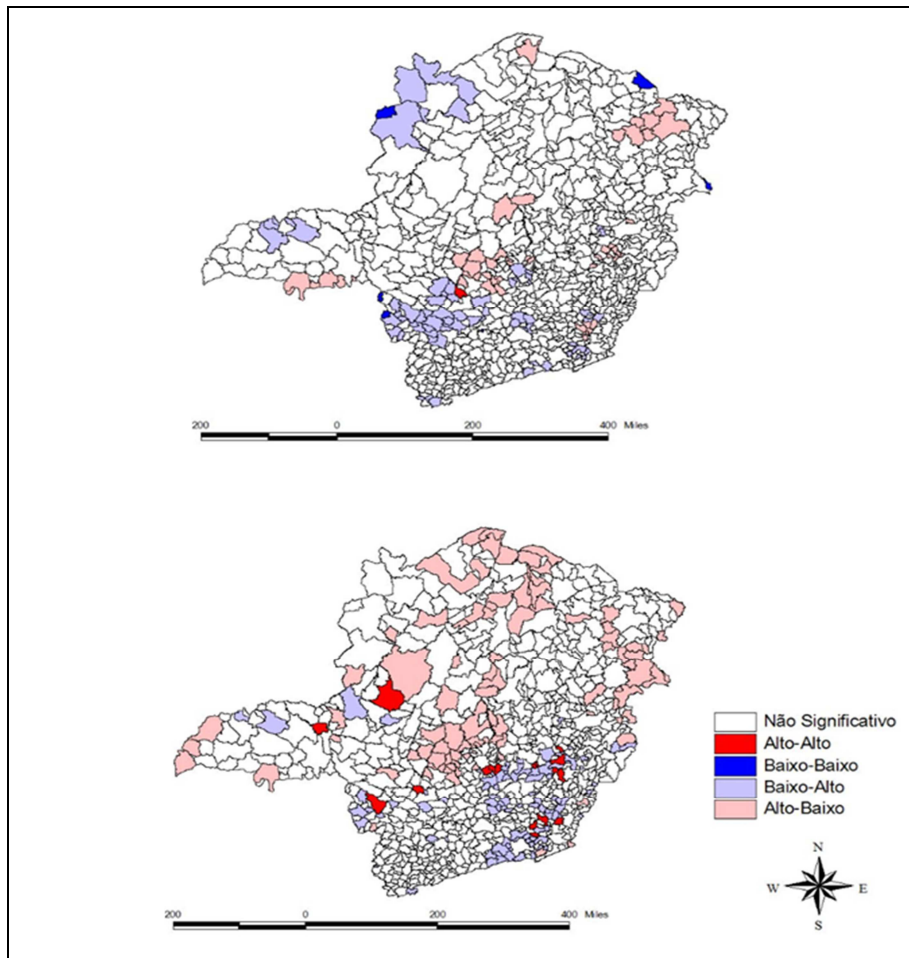 200 0 200 400 Miles
Não Significativo
Alto-Alto
Baixo-Baixo
Baixo-Alto
Alto-Baixo
N
W E
S
200 0 200 400 Miles